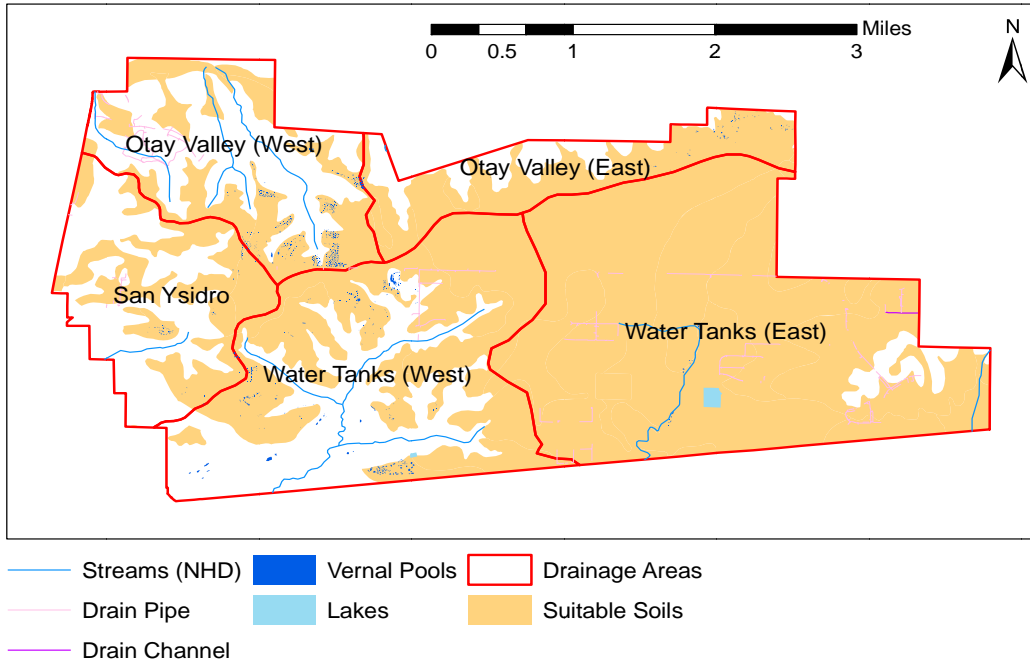 Miles
N
0 0.5 1 2 3
Otay Valley (West)
Otay Valley (East)
San Ysidro
Water Tanks (East)
Water Tanks (West)
Streams (NHD) Vernal Pools Drainage Areas
Drain Pipe Lakes Suitable Soils
Drain Channel